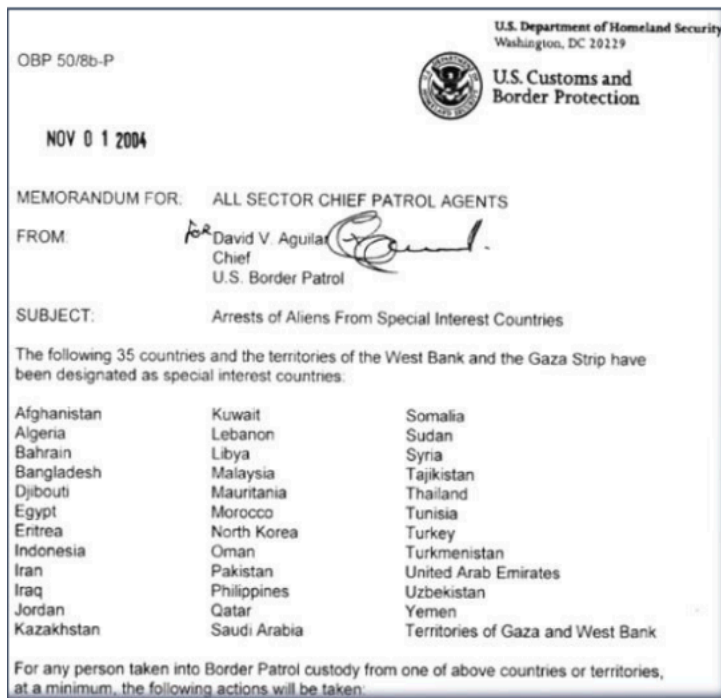 U.S. Department of Homeland Security
Washington, DC 20229
U.S. Customs and
Border Protection
OBP 50/8b-P
NOV 0 1 2004
MEMORANDUM FOR: ALL SECTOR CHIEF PATROL AGENTS
FROM: for David V. Aguilar
Chief
U.S. Border Patrol
SUBJECT: Arrests of Aliens From Special Interest Countries
The following 35 countries and the territories of the West Bank and the Gaza Strip have
been designated as special interest countries:
Afghanistan Kuwait Somalia
Algeria Lebanon Sudan
Bahrain Libya Syria
Bangladesh Malaysia Tajikistan
Djibouti Mauritania Thailand
Egypt Morocco Tunisia
Eritrea North Korea Turkey
Indonesia Oman Turkmenistan
Iran Pakistan United Arab Emirates
Iraq Philippines Uzbekistan
Jordan Qatar Yemen
Kazakhstan Saudi Arabia Territories of Gaza and West Bank
For any person taken into Border Patrol custody from one of above countries or territories,
at a minimum, the following actions will be taken: